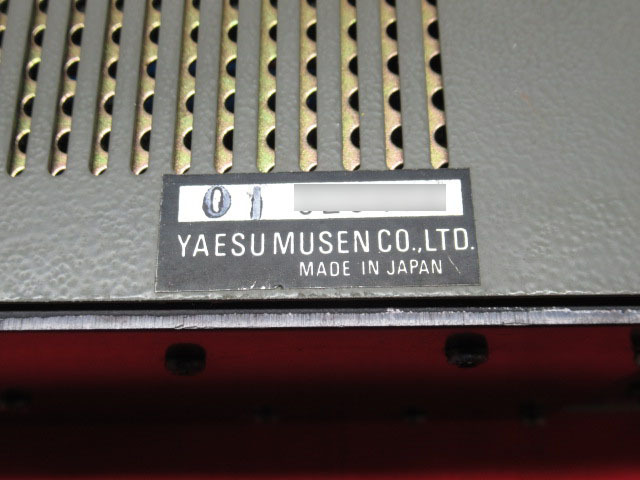 01
YAESU MUSEN CO.,LTD.
MADE IN JAPAN